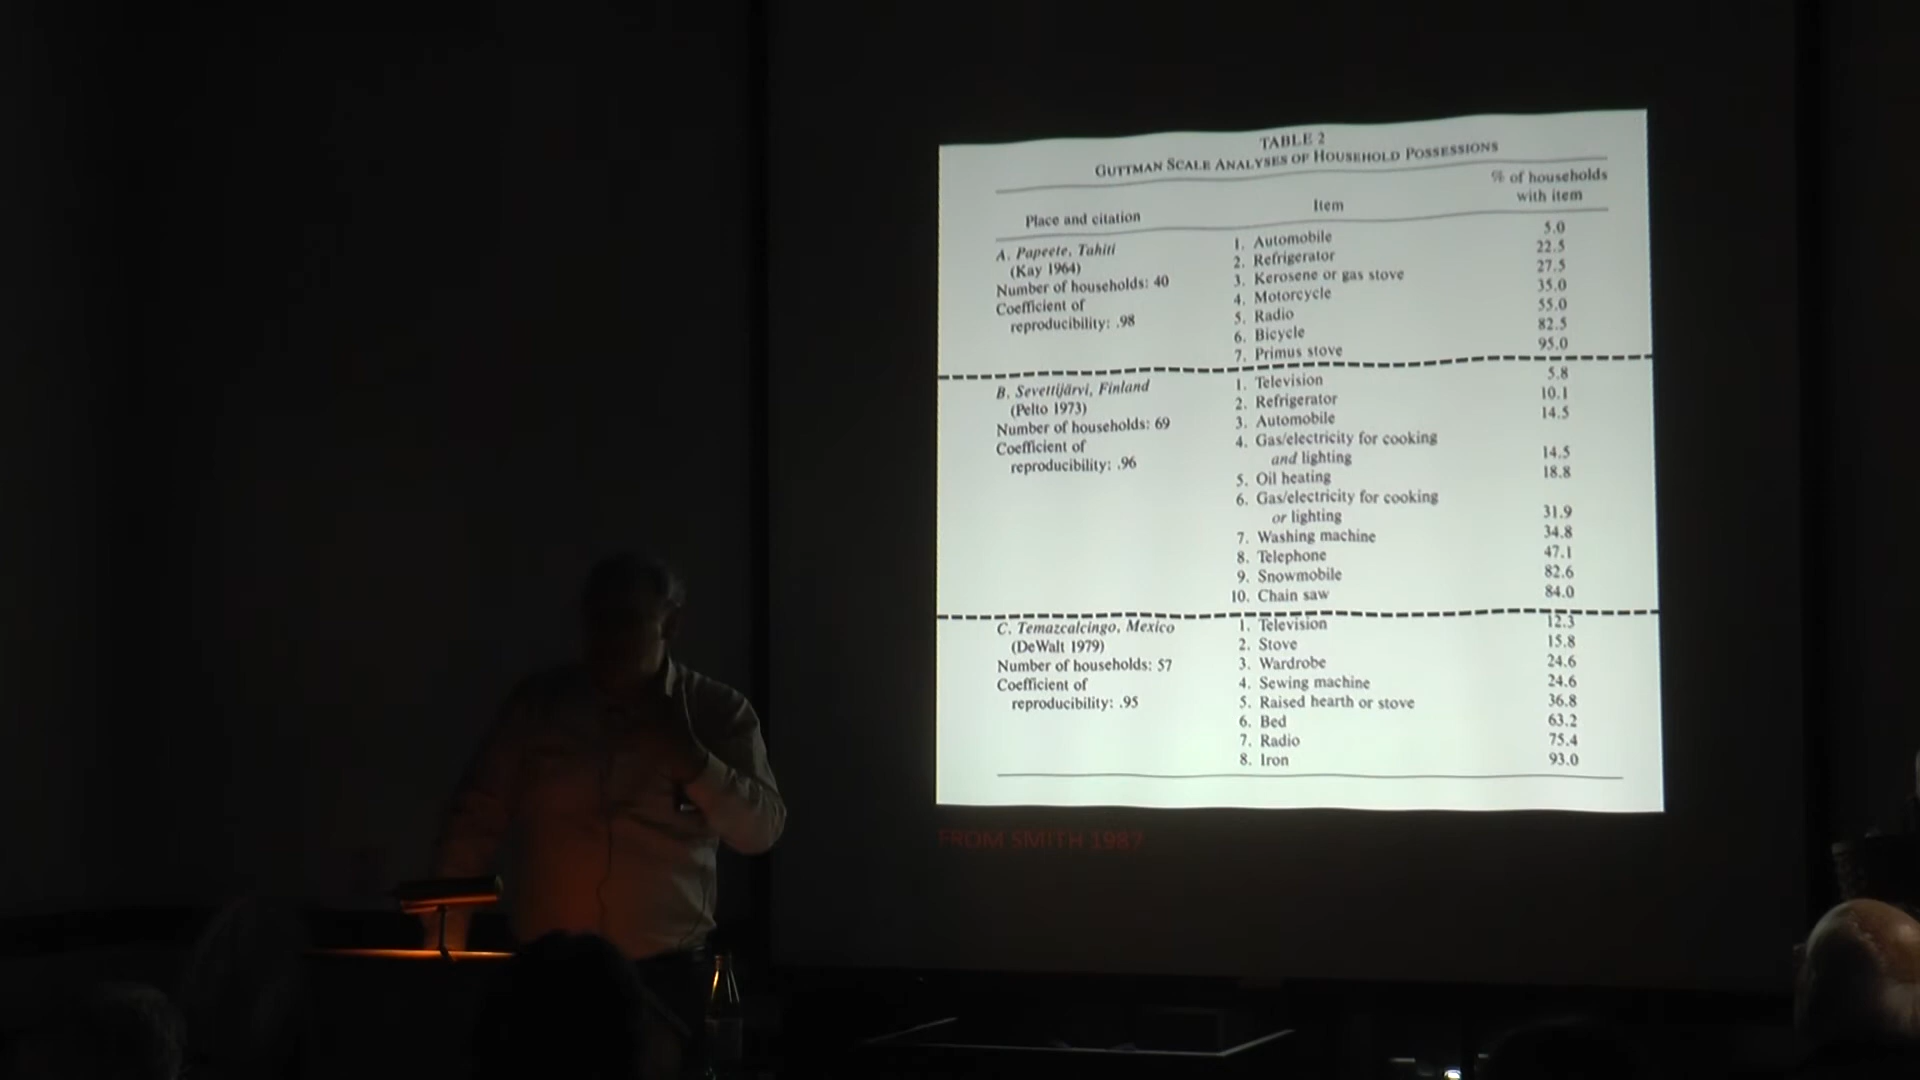 TABLE 2
GUTTMAN SCALE ANALYSES OF HOUSEHOLD POSSESSIONS
Place and citation
Item
% of households
with item
A. Papeete, Tahiti
(Kay 1964)
Number of households: 40
Coefficient of
reproducibility: .98
1. Automobile 5.0
2. Refrigerator 22.5
3. Kerosene or gas stove 27.5
4. Motorcycle 35.0
5. Radio 55.0
6. Bicycle 82.5
7. Primus stove 95.0
B. Sevettijärvi, Finland
(Pelto 1973)
Number of households: 69
Coefficient of
reproducibility: .96
1. Television 5.8
2. Refrigerator 10.1
3. Automobile 14.5
4. Gas/electricity for cooking
and lighting 14.5
5. Oil heating 18.8
6. Gas/electricity for cooking
or lighting 31.9
7. Washing machine 34.8
8. Telephone 47.1
9. Snowmobile 82.6
10. Chain saw 84.0
C. Temazcalcingo, Mexico
(DeWalt 1979)
Number of households: 57
Coefficient of
reproducibility: .95
1. Television 12.3
2. Stove 15.8
3. Wardrobe 24.6
4. Sewing machine 24.6
5. Raised hearth or stove 36.8
6. Bed 63.2
7. Radio 75.4
8. Iron 93.0
FROM SMITH 1987